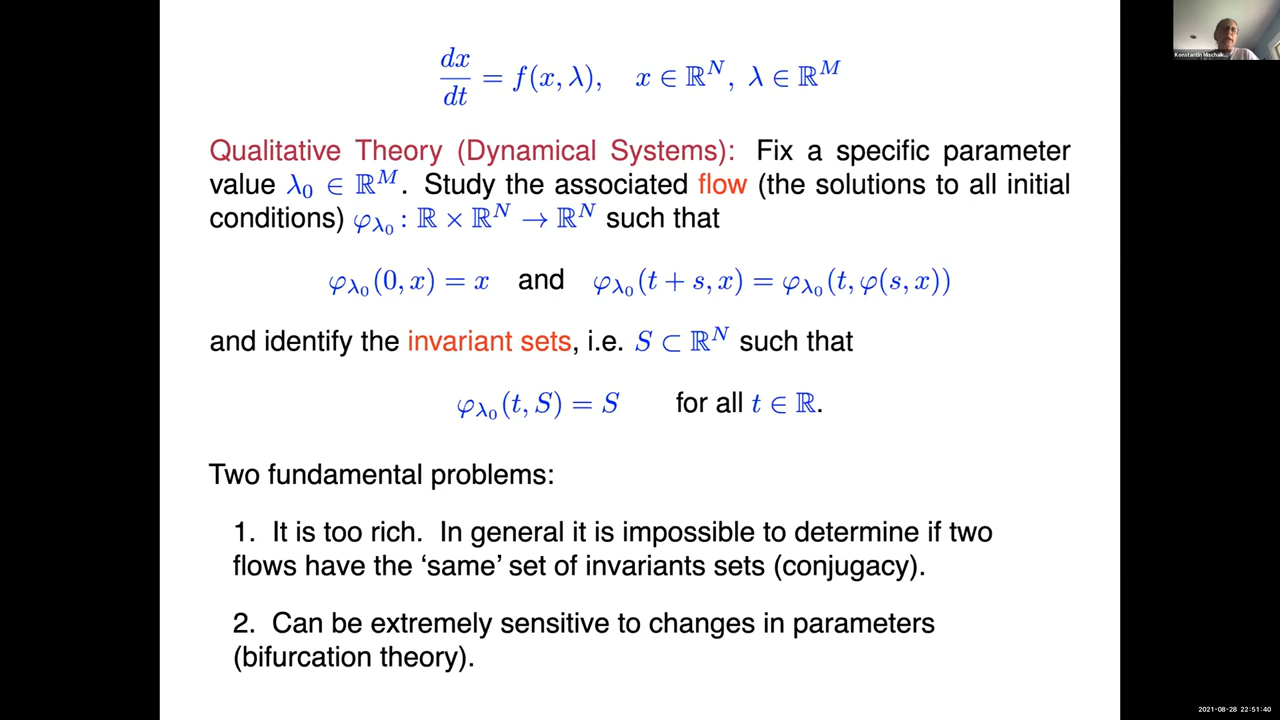 Konstantin Mischak...
dx/dt = f(x, λ), x ∈ ℝ^N, λ ∈ ℝ^M
Qualitative Theory (Dynamical Systems): Fix a specific parameter
value λ₀ ∈ ℝ^M. Study the associated flow (the solutions to all initial
conditions) φ_λ₀ : ℝ × ℝ^N → ℝ^N such that
φ_λ₀(0, x) = x and φ_λ₀(t + s, x) = φ_λ₀(t, φ(s, x))
and identify the invariant sets, i.e. S ⊂ ℝ^N such that
φ_λ₀(t, S) = S for all t ∈ ℝ.
Two fundamental problems:
1. It is too rich. In general it is impossible to determine if two
flows have the ‘same’ set of invariants sets (conjugacy).
2. Can be extremely sensitive to changes in parameters
(bifurcation theory).
2021-08-28 22:51:40